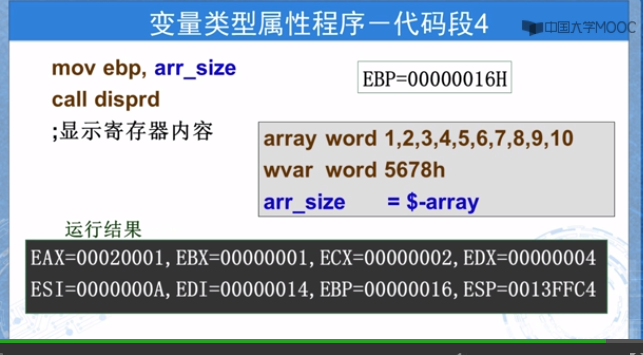 变量类型属性程序－代码段4
中国大学MOOC
mov ebp, arr_size
call disprd
;显示寄存器内容
EBP=00000016H
array word 1,2,3,4,5,6,7,8,9,10
wvar word 5678h
arr_size = $-array
运行结果
EAX=00020001, EBX=00000001, ECX=00000002, EDX=00000004
ESI=0000000A, EDI=00000014, EBP=00000016, ESP=0013FFC4